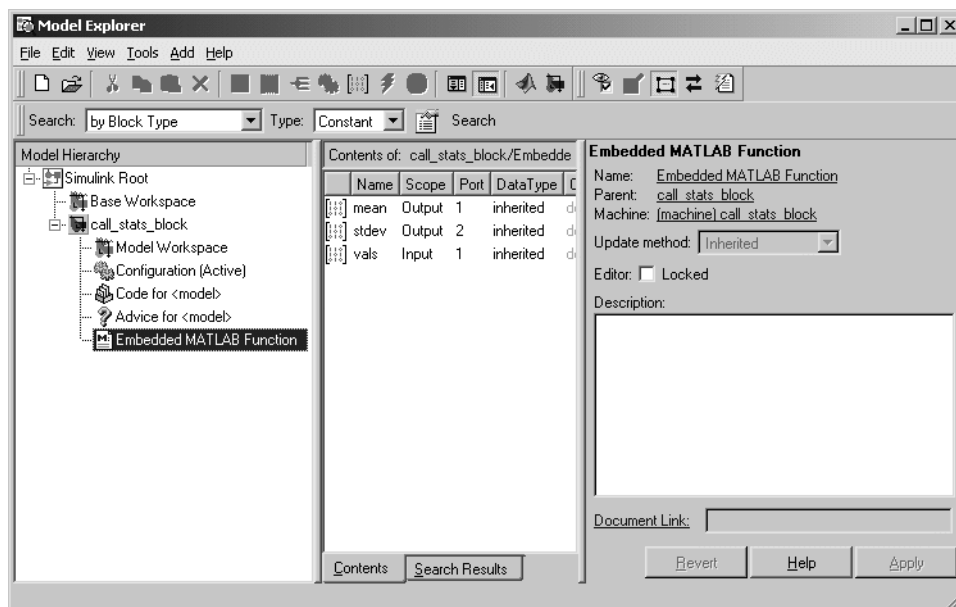 Model Explorer
File Edit View Tools Add Help
Search: by Block Type Type: Constant Search
Model Hierarchy
Simulink Root
Base Workspace
call_stats_block
Model Workspace
Configuration (Active)
Code for <model>
Advice for <model>
Embedded MATLAB Function
Contents of: call_stats_block/Embedde
Name Scope Port DataType
mean Output 1 inherited
stdev Output 2 inherited
vals Input 1 inherited
Contents Search Results
Embedded MATLAB Function
Name: Embedded MATLAB Function
Parent: call_stats_block
Machine: (machine) call_stats_block
Update method: Inherited
Editor: Locked
Description:
Document Link:
Revert Help Apply